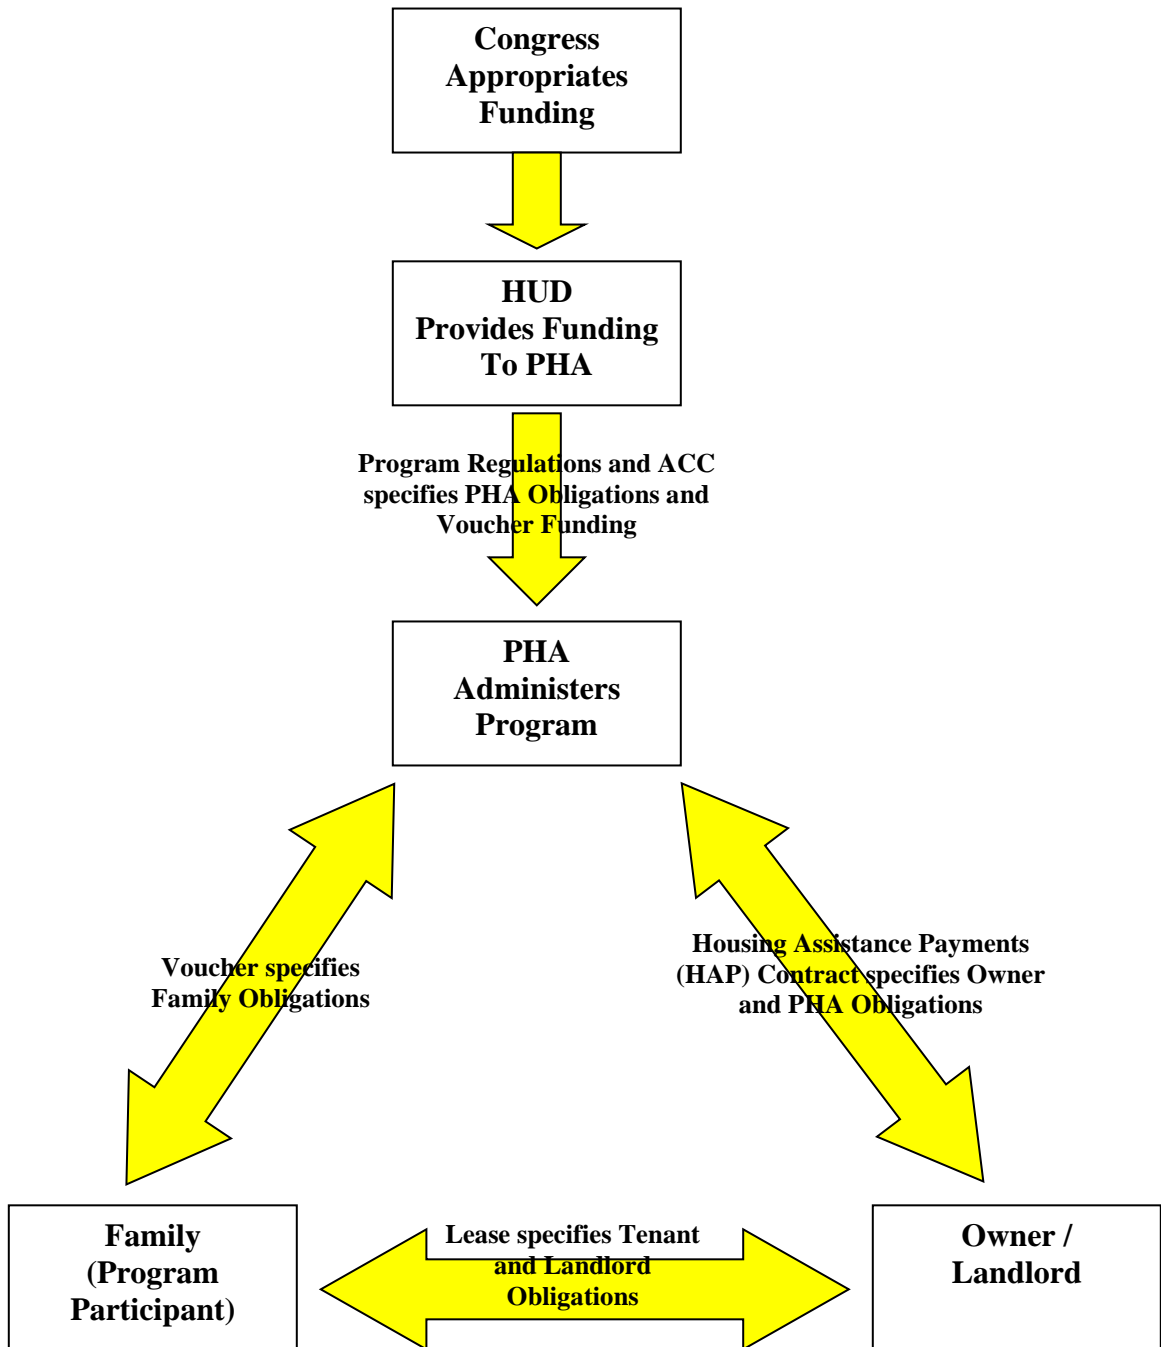 Congress
Appropriates
Funding
HUD
Provides Funding
To PHA
Program Regulations and ACC
specifies PHA Obligations and
Voucher Funding
PHA
Administers
Program
Voucher specifies
Family Obligations
Housing Assistance Payments
(HAP) Contract specifies Owner
and PHA Obligations
Family
(Program
Participant)
Lease specifies Tenant
and Landlord
Obligations
Owner /
Landlord